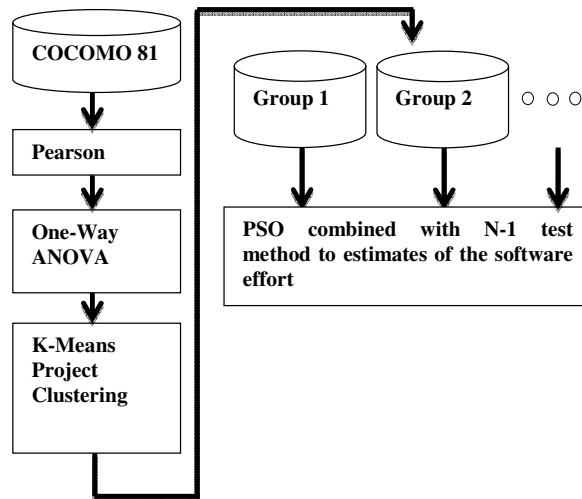 COCOMO 81
Pearson
One-Way
ANOVA
K-Means
Project
Clustering
Group 1
Group 2
PSO combined with N-1 test
method to estimates of the software
effort